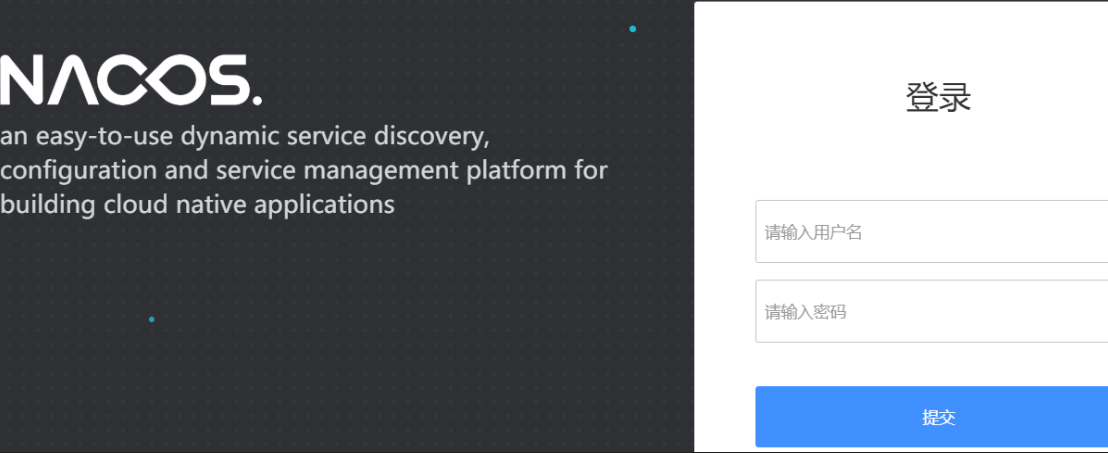 NACOS.
an easy-to-use dynamic service discovery,
configuration and service management platform for
building cloud native applications
登录
请输入用户名
请输入密码
提交